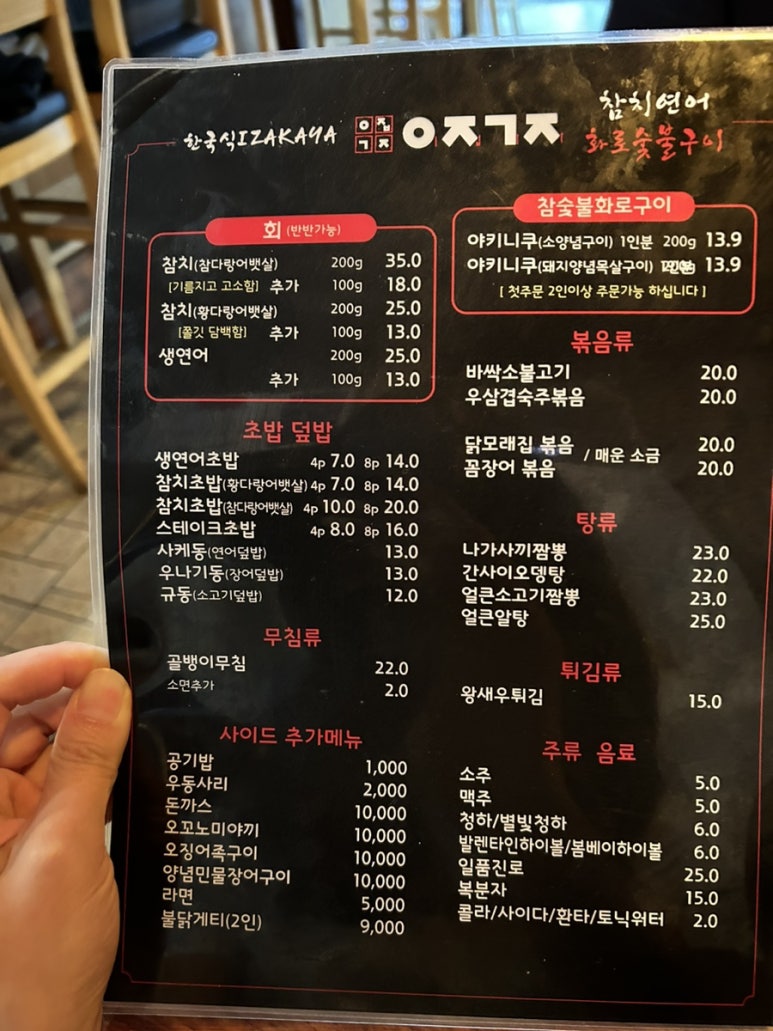 한국식IZAKAYA
ㅇ집
ㄱㅈ
ㅇㅈㄱㅈ
참치연어
화로숯불구이
회 (반반가능)
참치(참다랑어뱃살) 200g 35.0
[기름지고 고소함] 추가 100g 18.0
참치(황다랑어뱃살) 200g 25.0
[쫄깃 담백함] 추가 100g 13.0
생연어 200g 25.0
추가 100g 13.0
초밥 덮밥
생연어초밥 4p 7.0 8p 14.0
참치초밥(황다랑어뱃살) 4p 7.0 8p 14.0
참치초밥(참다랑어뱃살) 4p 10.0 8p 20.0
스테이크초밥 4p 8.0 8p 16.0
사케동(연어덮밥) 13.0
우나기동(장어덮밥) 13.0
규동(소고기덮밥) 12.0
무침류
골뱅이무침 22.0
소면추가 2.0
사이드 추가메뉴
공기밥 1,000
우동사리 2,000
돈까스 10,000
오꼬노미야끼 10,000
오징어족구이 10,000
양념민물장어구이 10,000
라면 5,000
불닭게티(2인) 9,000
참숯불화로구이
야키니쿠(소양념구이) 1인분 200g 13.9
야키니쿠(돼지양념목살구이) 13.9
[ 첫주문 2인이상 주문가능 하십니다 ]
볶음류
바싹소불고기 20.0
우삼겹숙주볶음 20.0
닭모래집 볶음 / 매운 소금 20.0
꼼장어 볶음 20.0
탕류
나가사끼짬뽕 23.0
간사이오뎅탕 22.0
얼큰소고기짬뽕 23.0
얼큰알탕 25.0
튀김류
왕새우튀김 15.0
주류 음료
소주 5.0
맥주 5.0
청하/별빛청하 6.0
발렌타인하이볼/봄베이하이볼 6.0
일품진로 25.0
복분자 15.0
콜라/사이다/환타/토닉워터 2.0